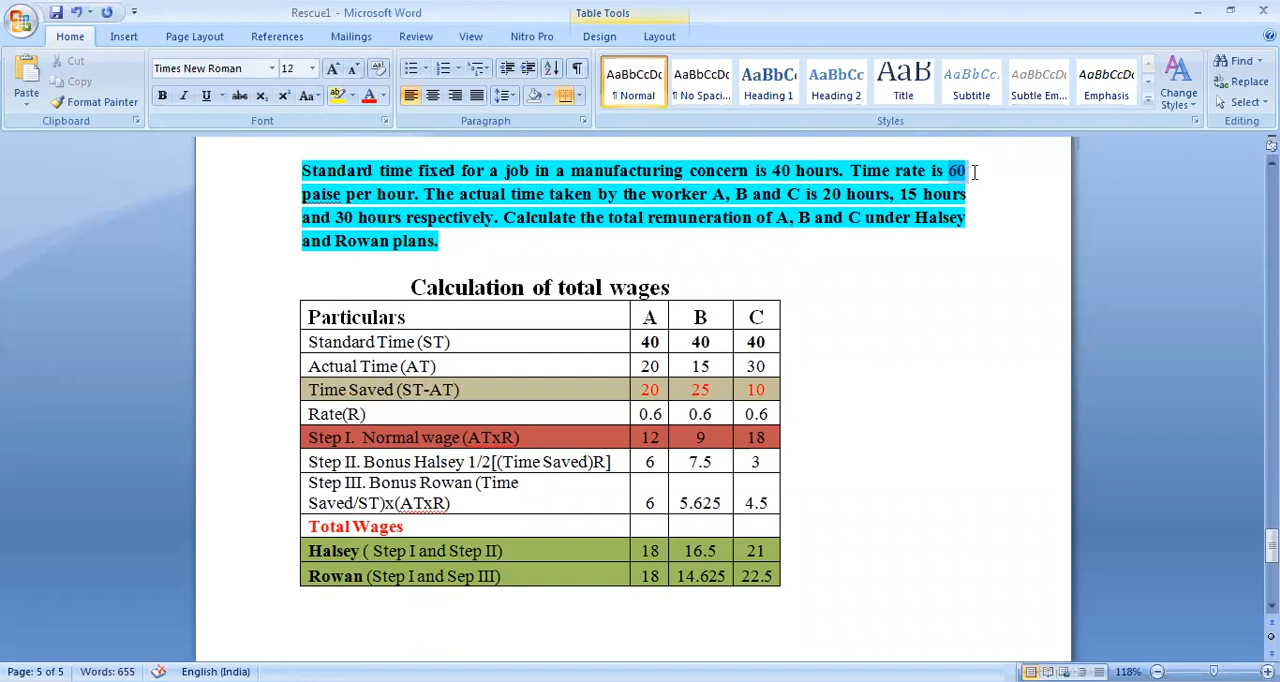 Rescue1 - Microsoft Word
Table Tools
Home Insert Page Layout References Mailings Review View Nitro Pro Design Layout
Paste
Cut
Copy
Format Painter
Clipboard
Times New Roman 12
Font
Paragraph
AaBbCcDc AaBbCcDc AaBbCc AaBbCc AaB AaBbCc. AaBbCcDc AaBbCcDc
¶ Normal ¶ No Spaci... Heading 1 Heading 2 Title Subtitle Subtle Em... Emphasis
Change Styles
Styles
Find
Replace
Select
Editing
Standard time fixed for a job in a manufacturing concern is 40 hours. Time rate is 60
paise per hour. The actual time taken by the worker A, B and C is 20 hours, 15 hours
and 30 hours respectively. Calculate the total remuneration of A, B and C under Halsey
and Rowan plans.
Calculation of total wages
Particulars A B C
Standard Time (ST) 40 40 40
Actual Time (AT) 20 15 30
Time Saved (ST-AT) 20 25 10
Rate(R) 0.6 0.6 0.6
Step I. Normal wage (ATxR) 12 9 18
Step II. Bonus Halsey 1/2[(Time Saved)R] 6 7.5 3
Step III. Bonus Rowan (Time
Saved/ST)x(ATxR) 6 5.625 4.5
Total Wages
Halsey ( Step I and Step II) 18 16.5 21
Rowan (Step I and Sep III) 18 14.625 22.5
Page: 5 of 5 Words: 655 English (India) 118%